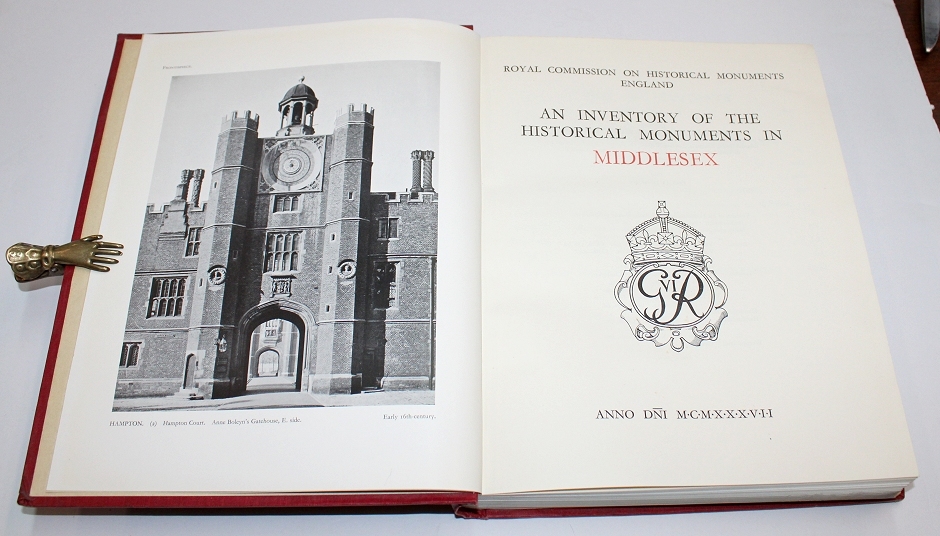 FRONTISPIECE.
HAMPTON. (2) Hampton Court. Anne Boleyn's Gatehouse, E. side.
Early 16th-century.
ROYAL COMMISSION ON HISTORICAL MONUMENTS
ENGLAND
AN INVENTORY OF THE
HISTORICAL MONUMENTS IN
MIDDLESEX
GVIR
ANNO DN̄I M·C·M·X·X·X·V·I·I